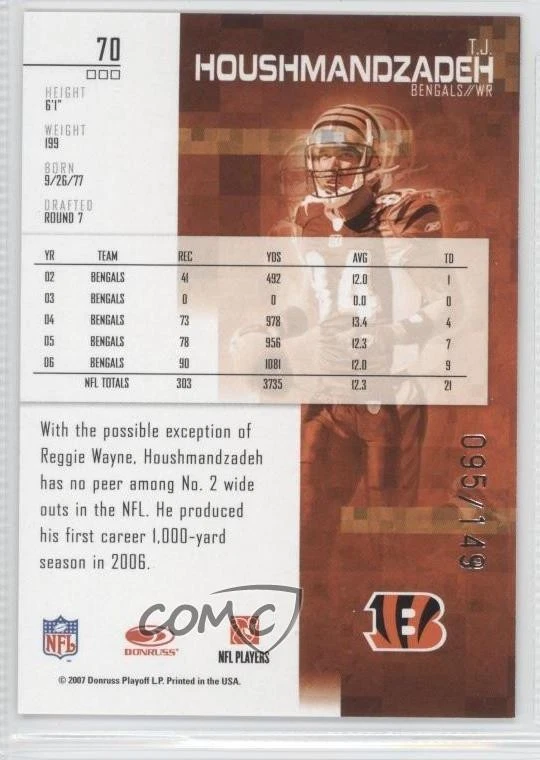 70
T.J.
HOUSHMANDZADEH
BENGALS//WR
HEIGHT
6'1"
WEIGHT
199
BORN
9/26/77
DRAFTED
ROUND 7
YR TEAM REC YDS AVG TD
02 BENGALS 41 492 12.0 1
03 BENGALS 0 0 0.0 0
04 BENGALS 73 978 13.4 4
05 BENGALS 78 956 12.3 7
06 BENGALS 90 1081 12.0 9
NFL TOTALS 303 3735 12.3 21
With the possible exception of
Reggie Wayne, Houshmandzadeh
has no peer among No. 2 wide
outs in the NFL. He produced
his first career 1,000-yard
season in 2006.
095/149
B
NFL
DONRUSS
NFL PLAYERS
COMC
© 2007 Donruss Playoff L.P. Printed in the USA.